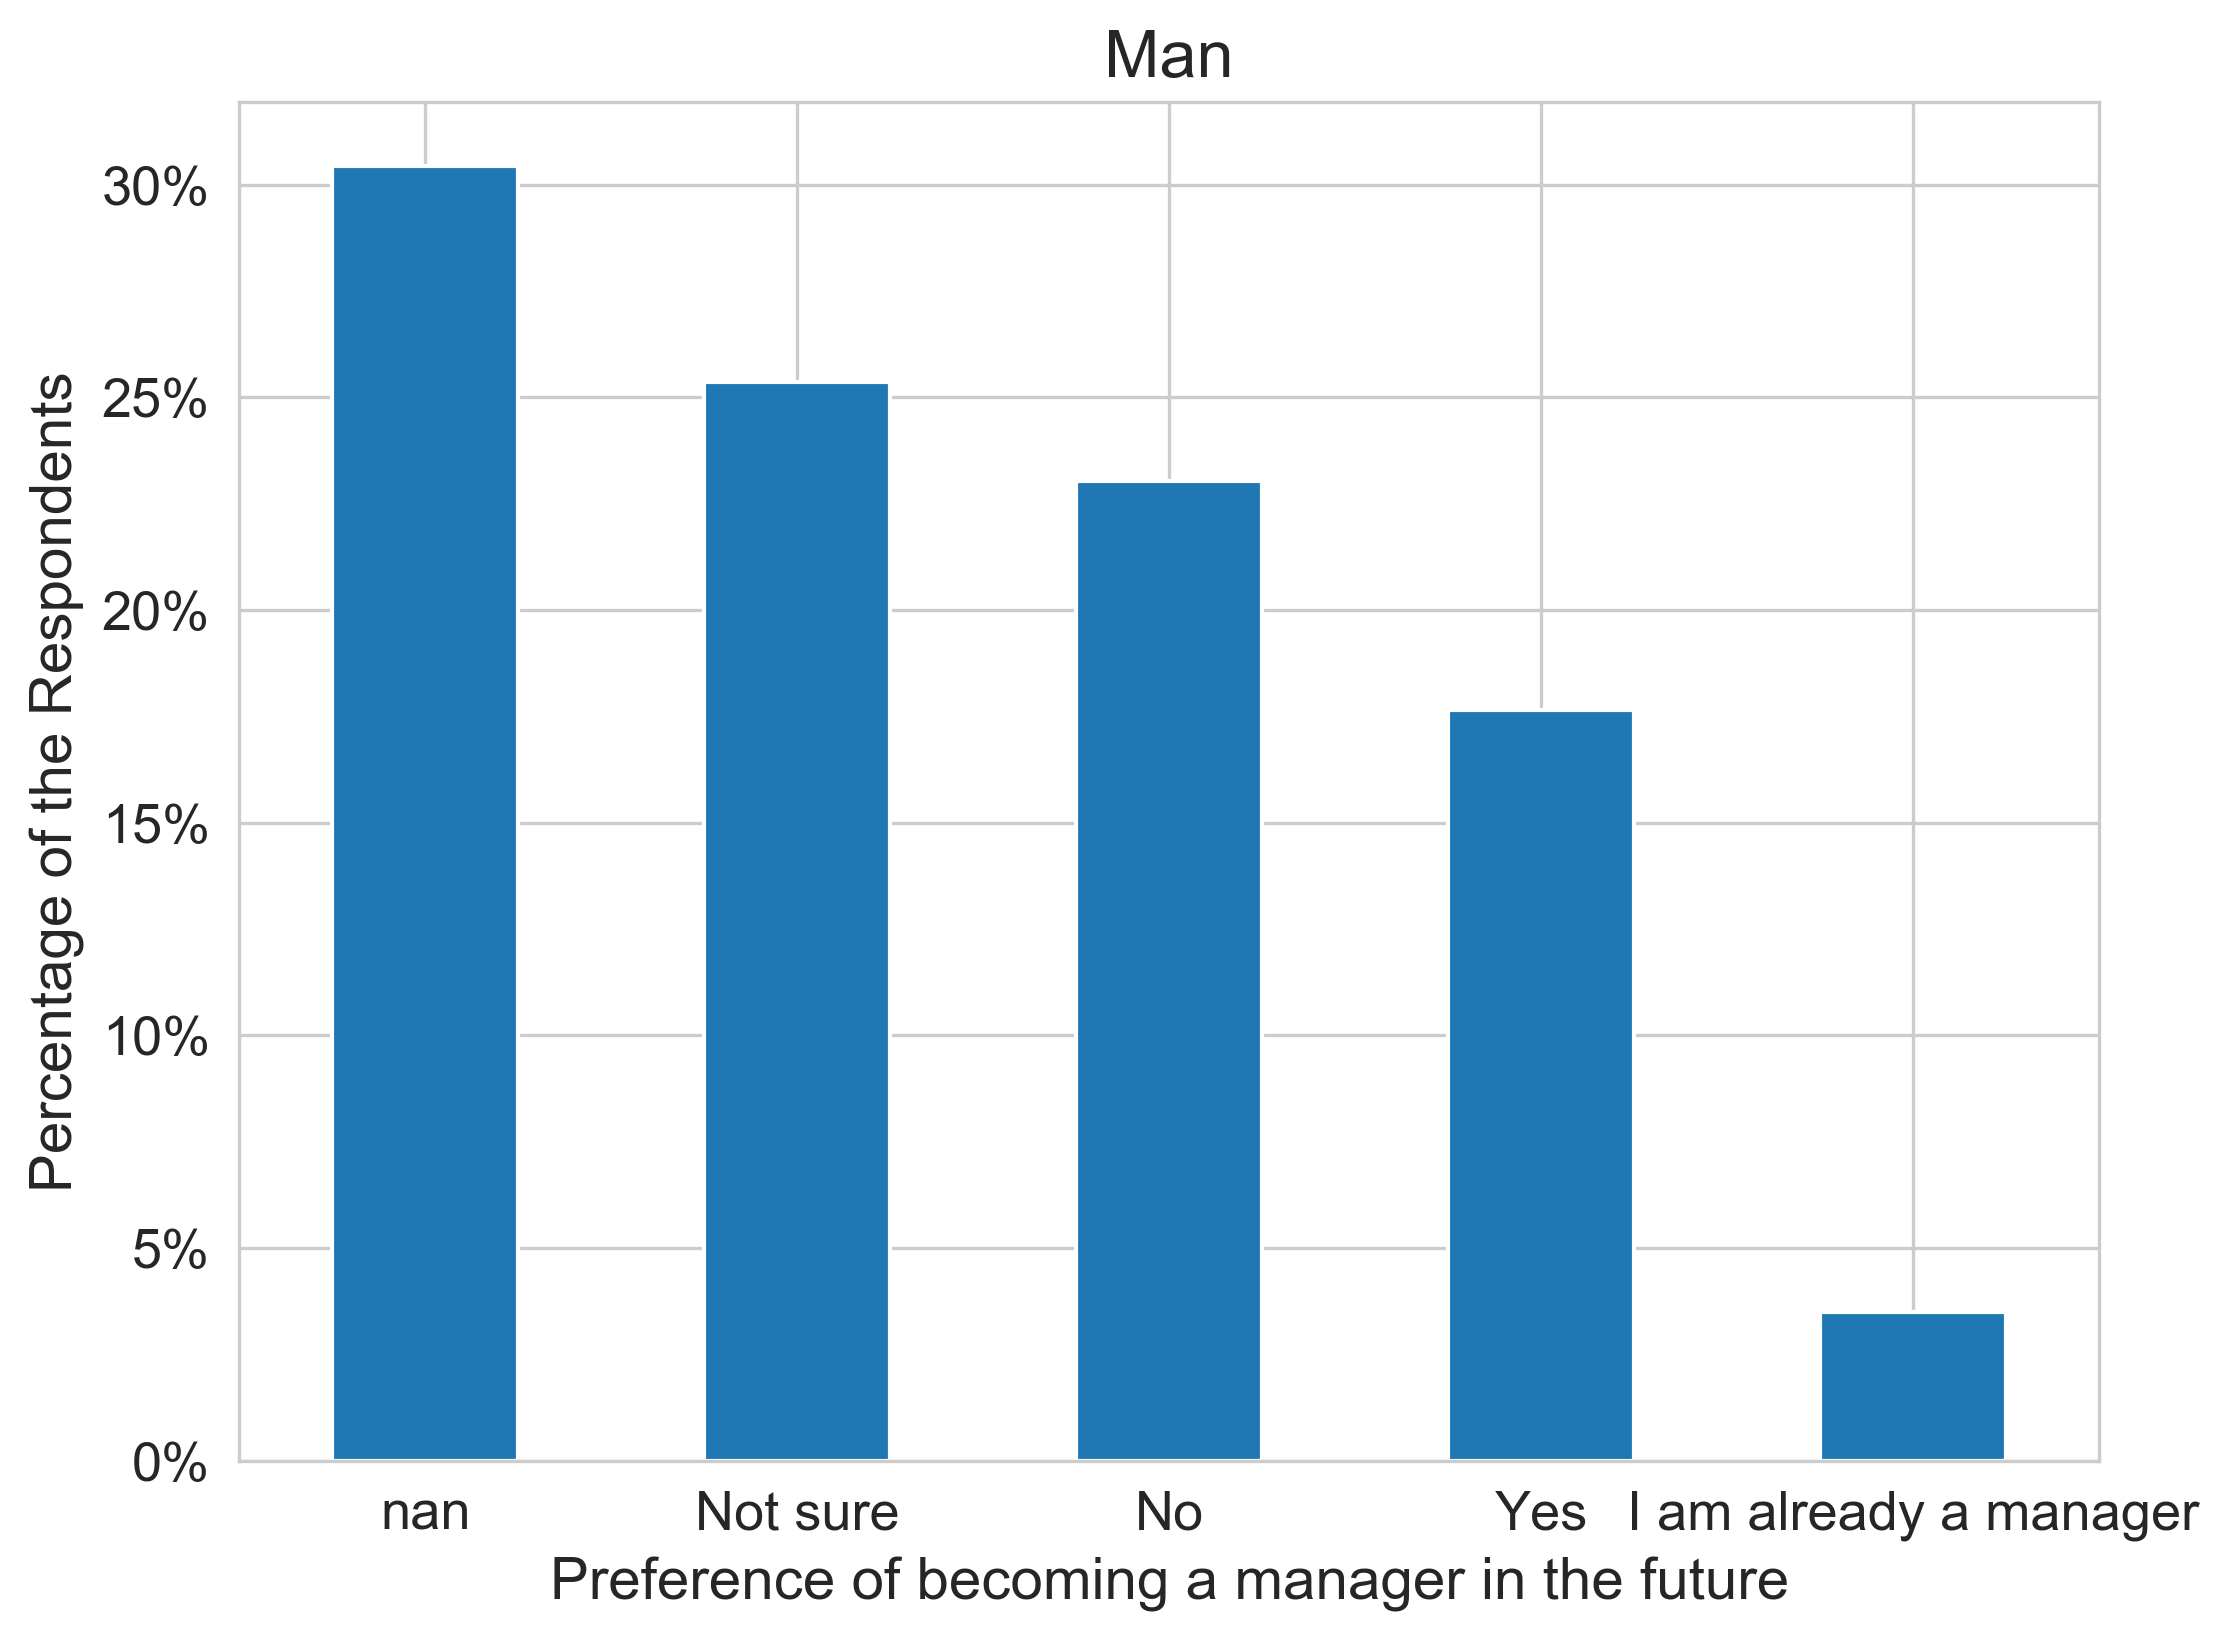 Man
30%
25%
20%
15%
10%
5%
0%
Percentage of the Respondents
nan Not sure No Yes I am already a manager
Preference of becoming a manager in the future